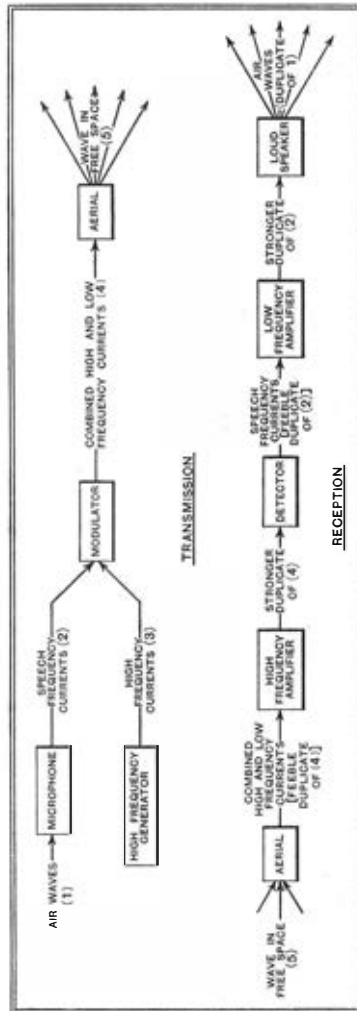 AIR WAVES
(1)
MICROPHONE
SPEECH
FREQUENCY
CURRENTS (2)
HIGH FREQUENCY
GENERATOR
HIGH
FREQUENCY
CURRENTS (3)
MODULATOR
COMBINED HIGH AND LOW
FREQUENCY CURRENTS (4)
AERIAL
WAVE IN
FREE SPACE
(5)
TRANSMISSION
WAVE IN
FREE SPACE
(5)
AERIAL
COMBINED
HIGH AND LOW
FREQUENCY
CURRENTS
[FEEBLE
DUPLICATE
OF (4)]
HIGH
FREQUENCY
AMPLIFIER
STRONGER
DUPLICATE
OF (4)
DETECTOR
SPEECH
FREQUENCY
CURRENTS
[FEEBLE
DUPLICATE
OF (2)]
LOW
FREQUENCY
AMPLIFIER
STRONGER
DUPLICATE
OF (2)
LOUD
SPEAKER
AIR
WAVES
(DUPLICATE
OF 1)
RECEPTION